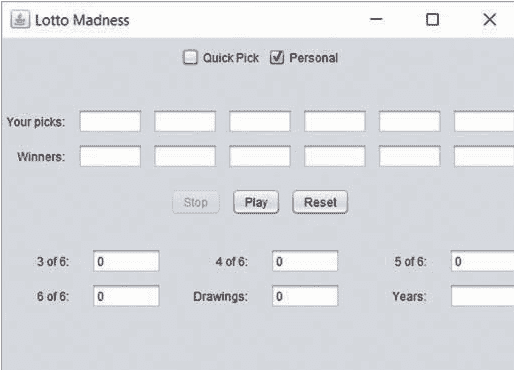 Lotto Madness
Quick Pick Personal
Your picks:
Winners:
Stop Play Reset
3 of 6: 0 4 of 6: 0 5 of 6: 0
6 of 6: 0 Drawings: 0 Years: